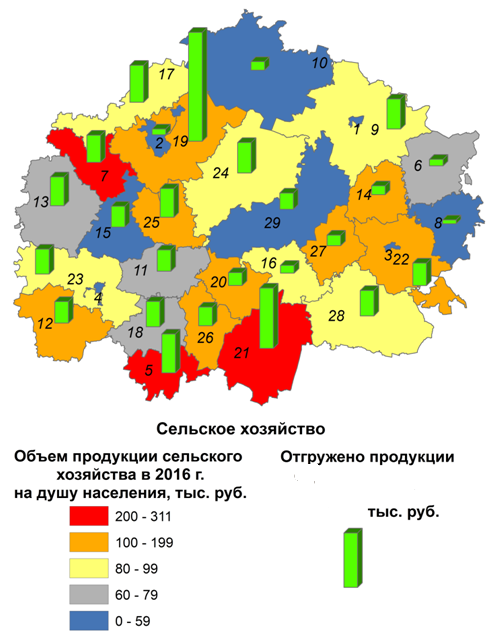 17
10
2
19
1
9
7
24
6
13
14
25
15
29
8
27
11
16
3
22
23
20
4
12
28
18
26
21
5
Сельское хозяйство
Объем продукции сельского
хозяйства в 2016 г.
на душу населения, тыс. руб.
Отгружено продукции
тыс. руб.
200 - 311
100 - 199
80 - 99
60 - 79
0 - 59